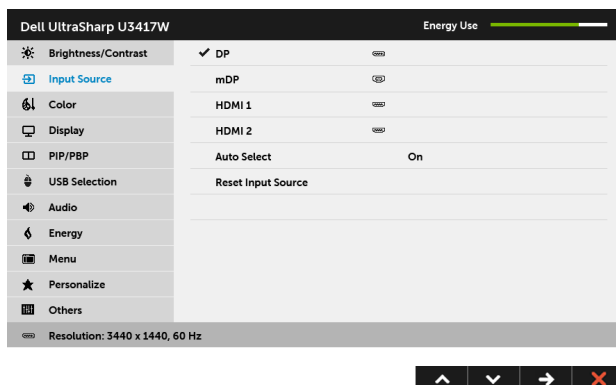 Dell UltraSharp U3417W
Energy Use
Brightness/Contrast
DP
Input Source
mDP
Color
HDMI 1
Display
HDMI 2
PIP/PBP
Auto Select On
USB Selection
Reset Input Source
Audio
Energy
Menu
Personalize
Others
Resolution: 3440 x 1440, 60 Hz